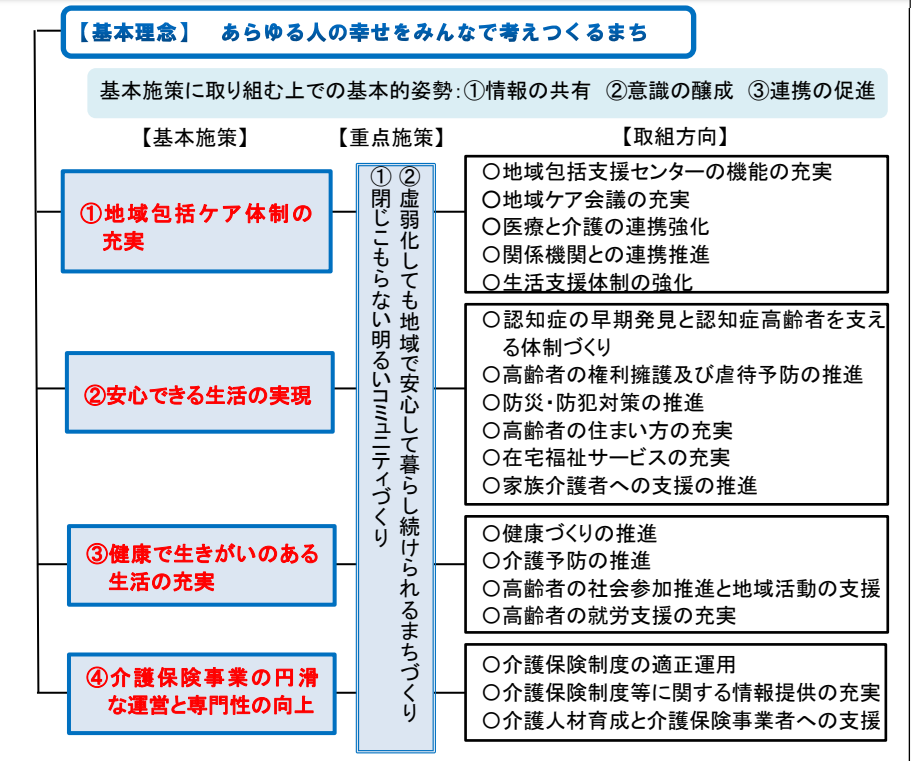 【基本理念】 あらゆる人の幸せをみんなで考えつくるまち
基本施策に取り組む上での基本的姿勢：①情報の共有 ②意識の醸成 ③連携の促進
【基本施策】
【重点施策】
【取組方向】
①地域包括ケア体制の
充実
②安心できる生活の実現
③健康で生きがいのある
生活の充実
④介護保険事業の円滑
な運営と専門性の向上
①閉じこもらない明るいコミュニティづくり
②虚弱化しても地域で安心して暮らし続けられるまちづくり
○地域包括支援センターの機能の充実
○地域ケア会議の充実
○医療と介護の連携強化
○関係機関との連携推進
○生活支援体制の強化
○認知症の早期発見と認知症高齢者を支え
る体制づくり
○高齢者の権利擁護及び虐待予防の推進
○防災・防犯対策の推進
○高齢者の住まい方の充実
○在宅福祉サービスの充実
○家族介護者への支援の推進
○健康づくりの推進
○介護予防の推進
○高齢者の社会参加推進と地域活動の支援
○高齢者の就労支援の充実
○介護保険制度の適正運用
○介護保険制度等に関する情報提供の充実
○介護人材育成と介護保険事業者への支援